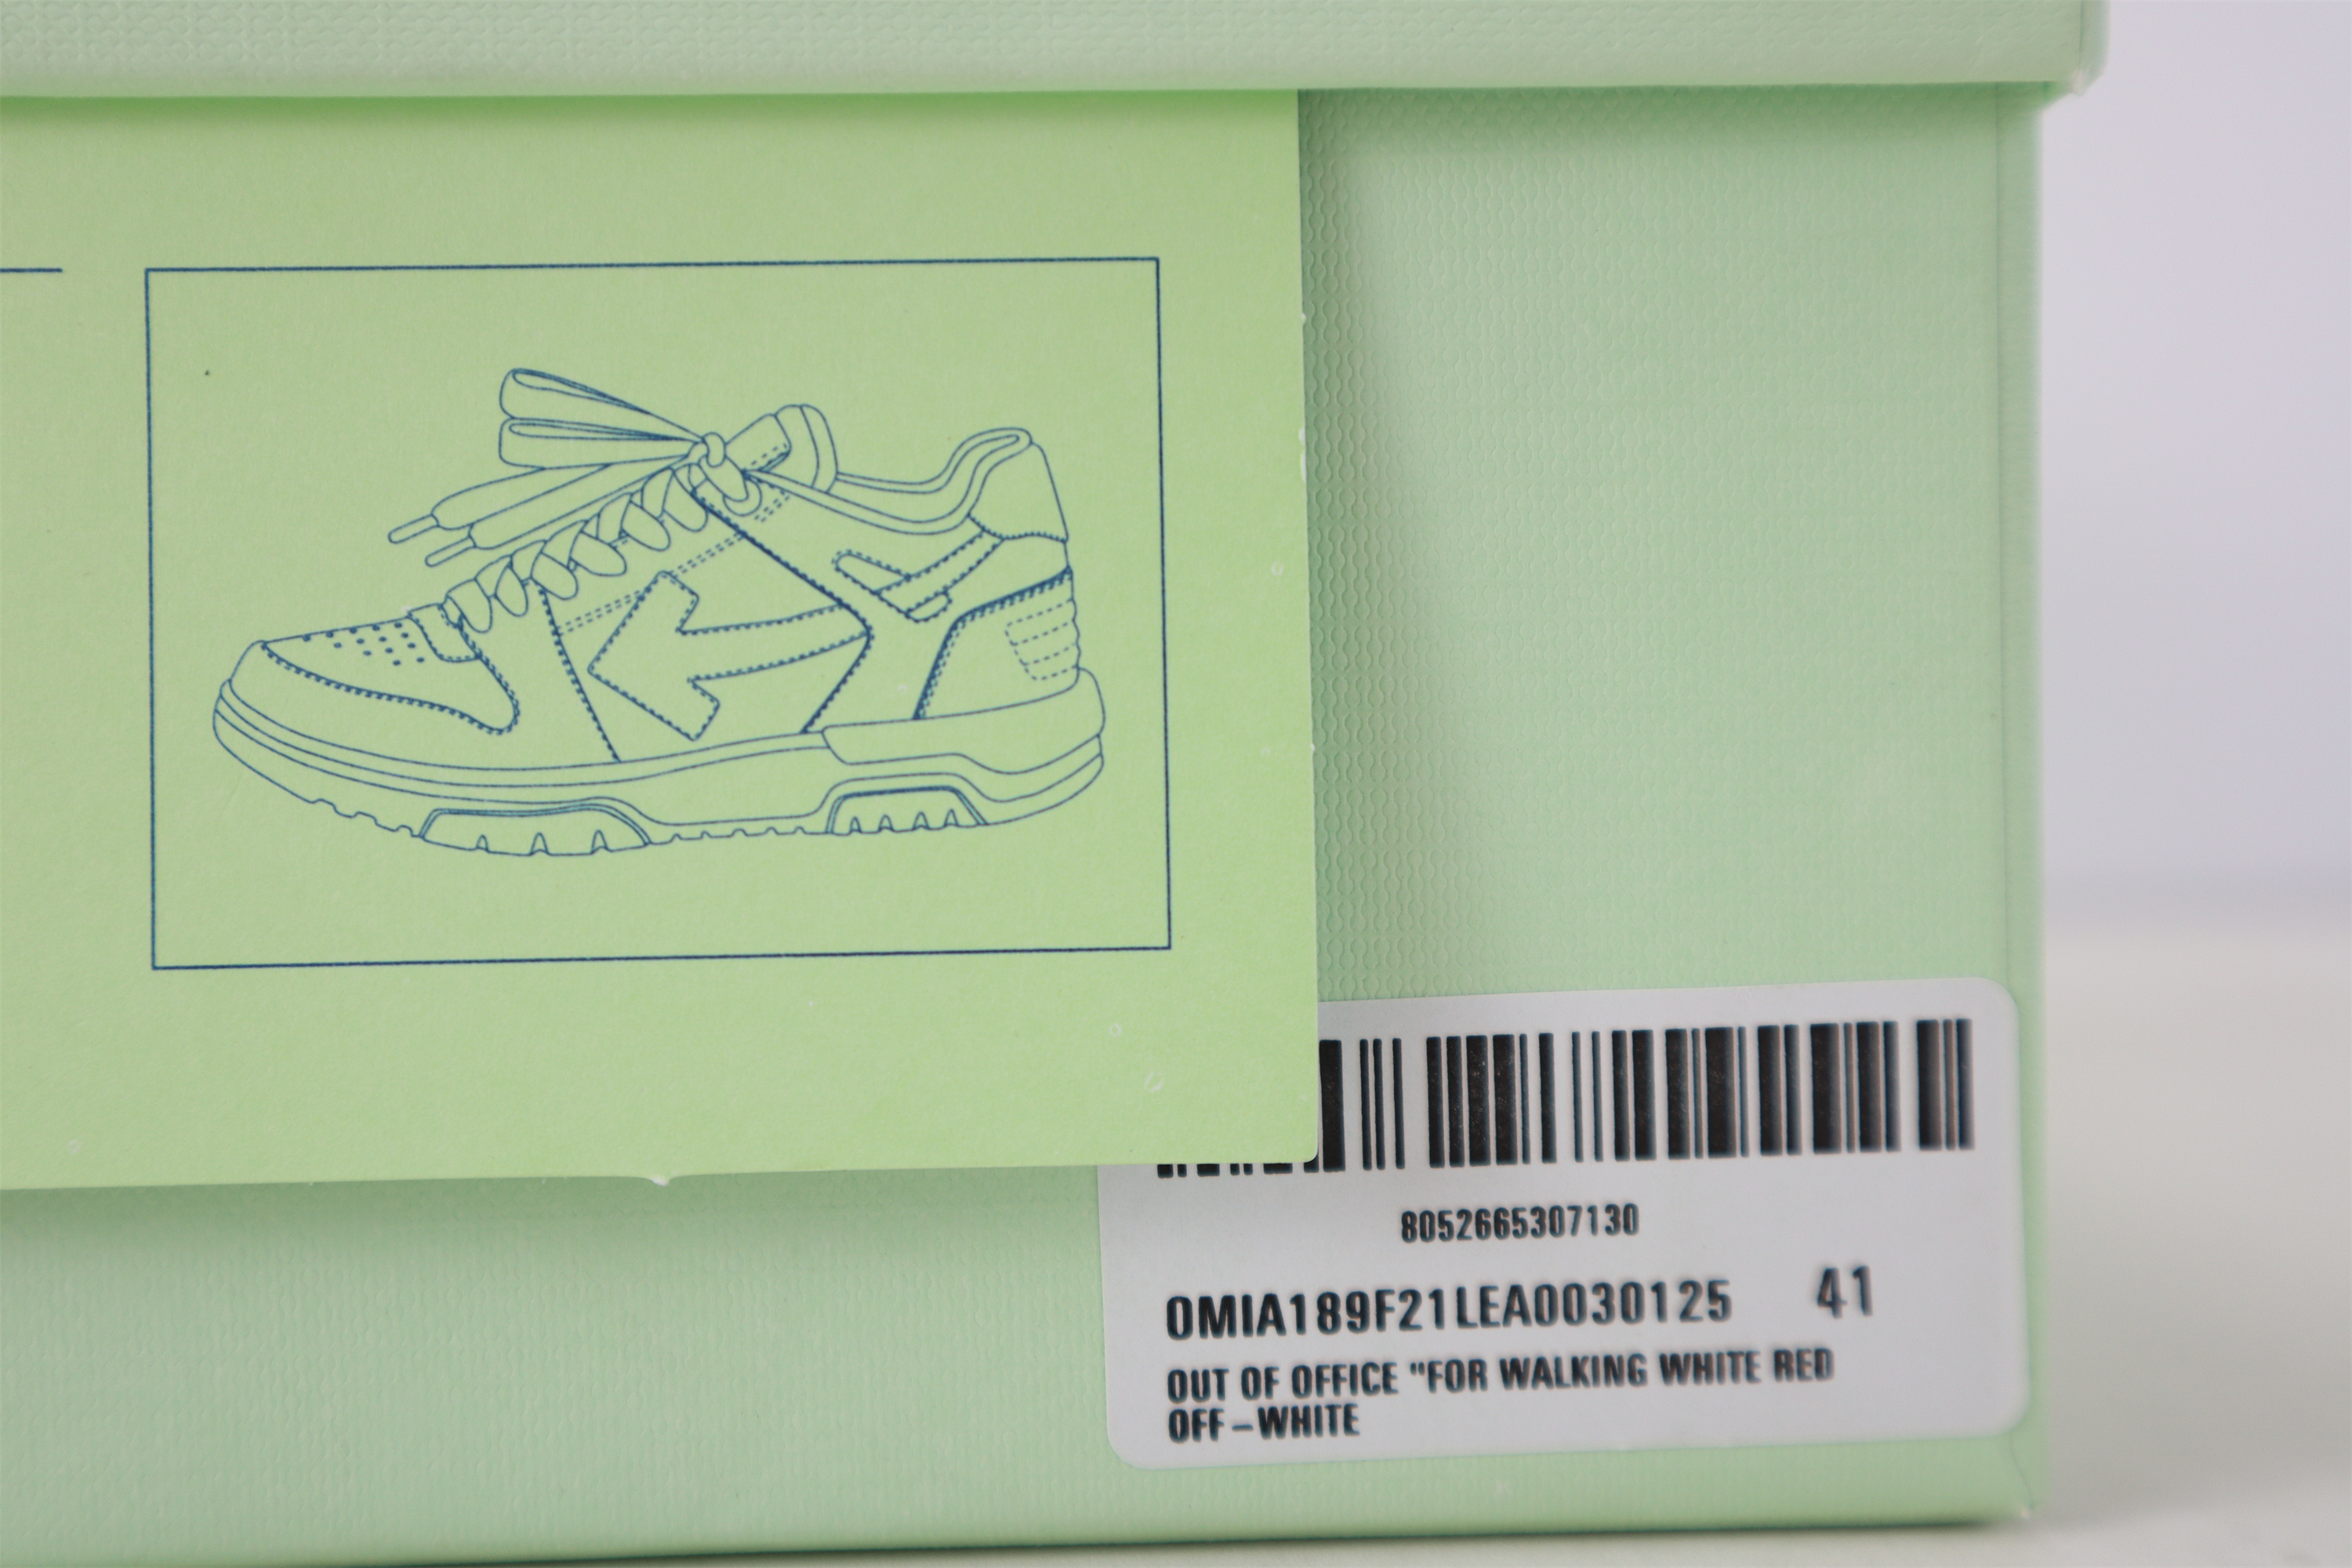 8052665307130
OMIA189F21LEA0030125 41
OUT OF OFFICE "FOR WALKING WHITE RED
OFF-WHITE